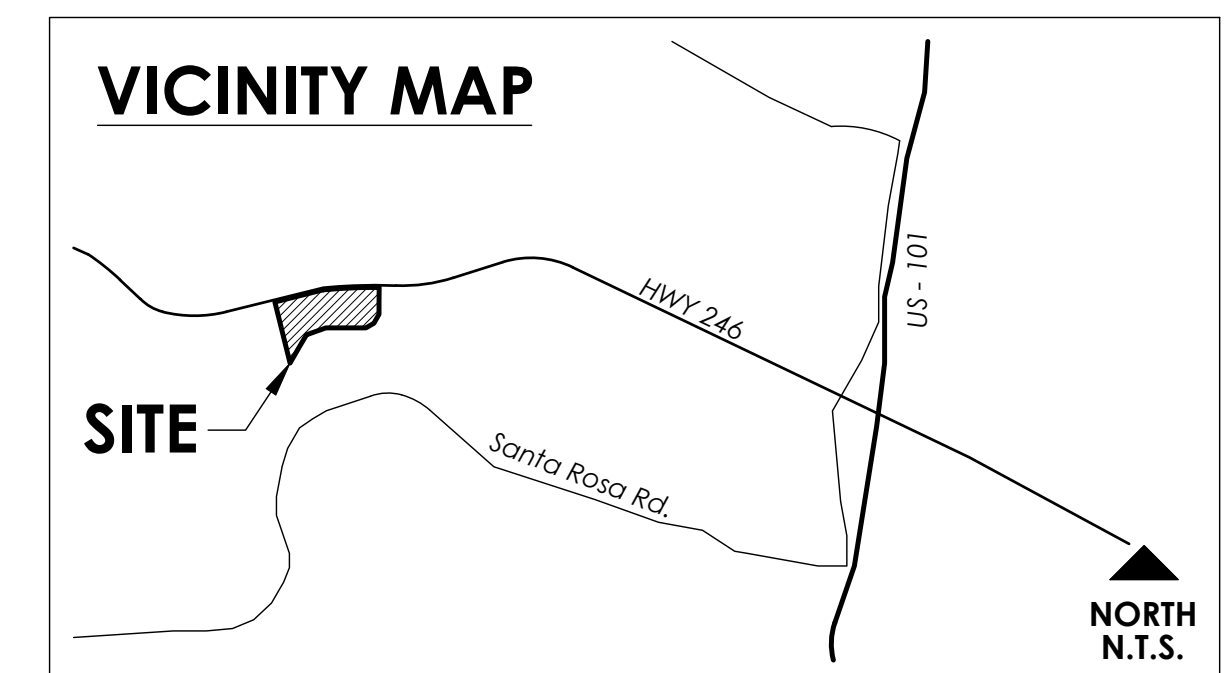 VICINITY MAP
US - 101
HWY 246
SITE
Santa Rosa Rd.
NORTH
N.T.S.